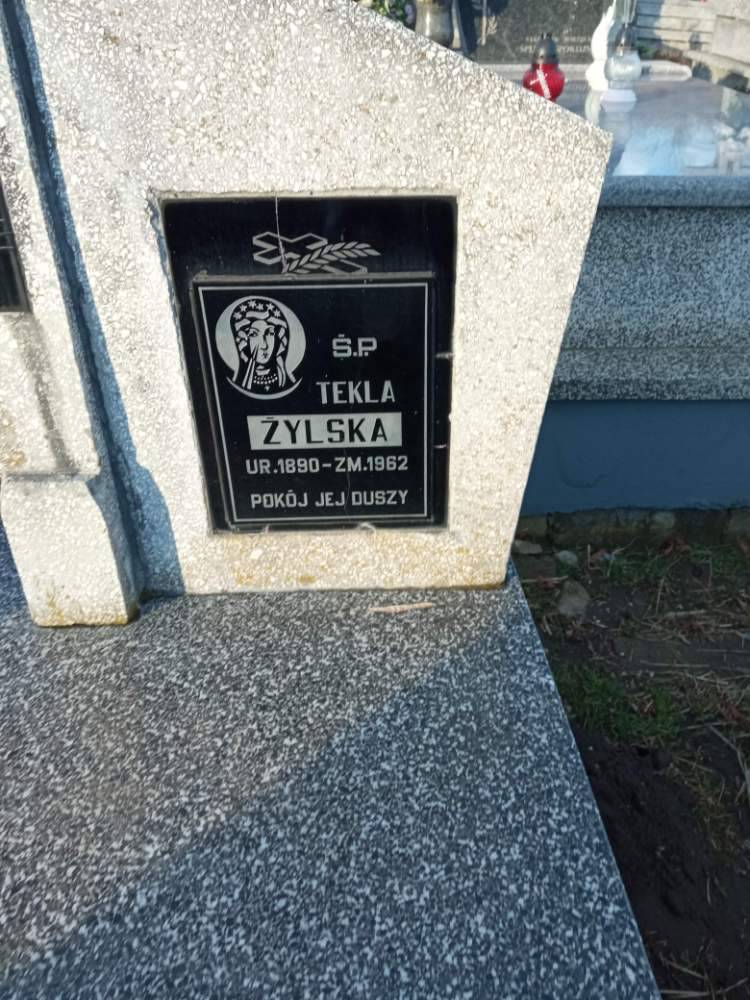 Ś.P.
TEKLA
ŻYLSKA
UR.1890-ZM.1962
POKÓJ JEJ DUSZY